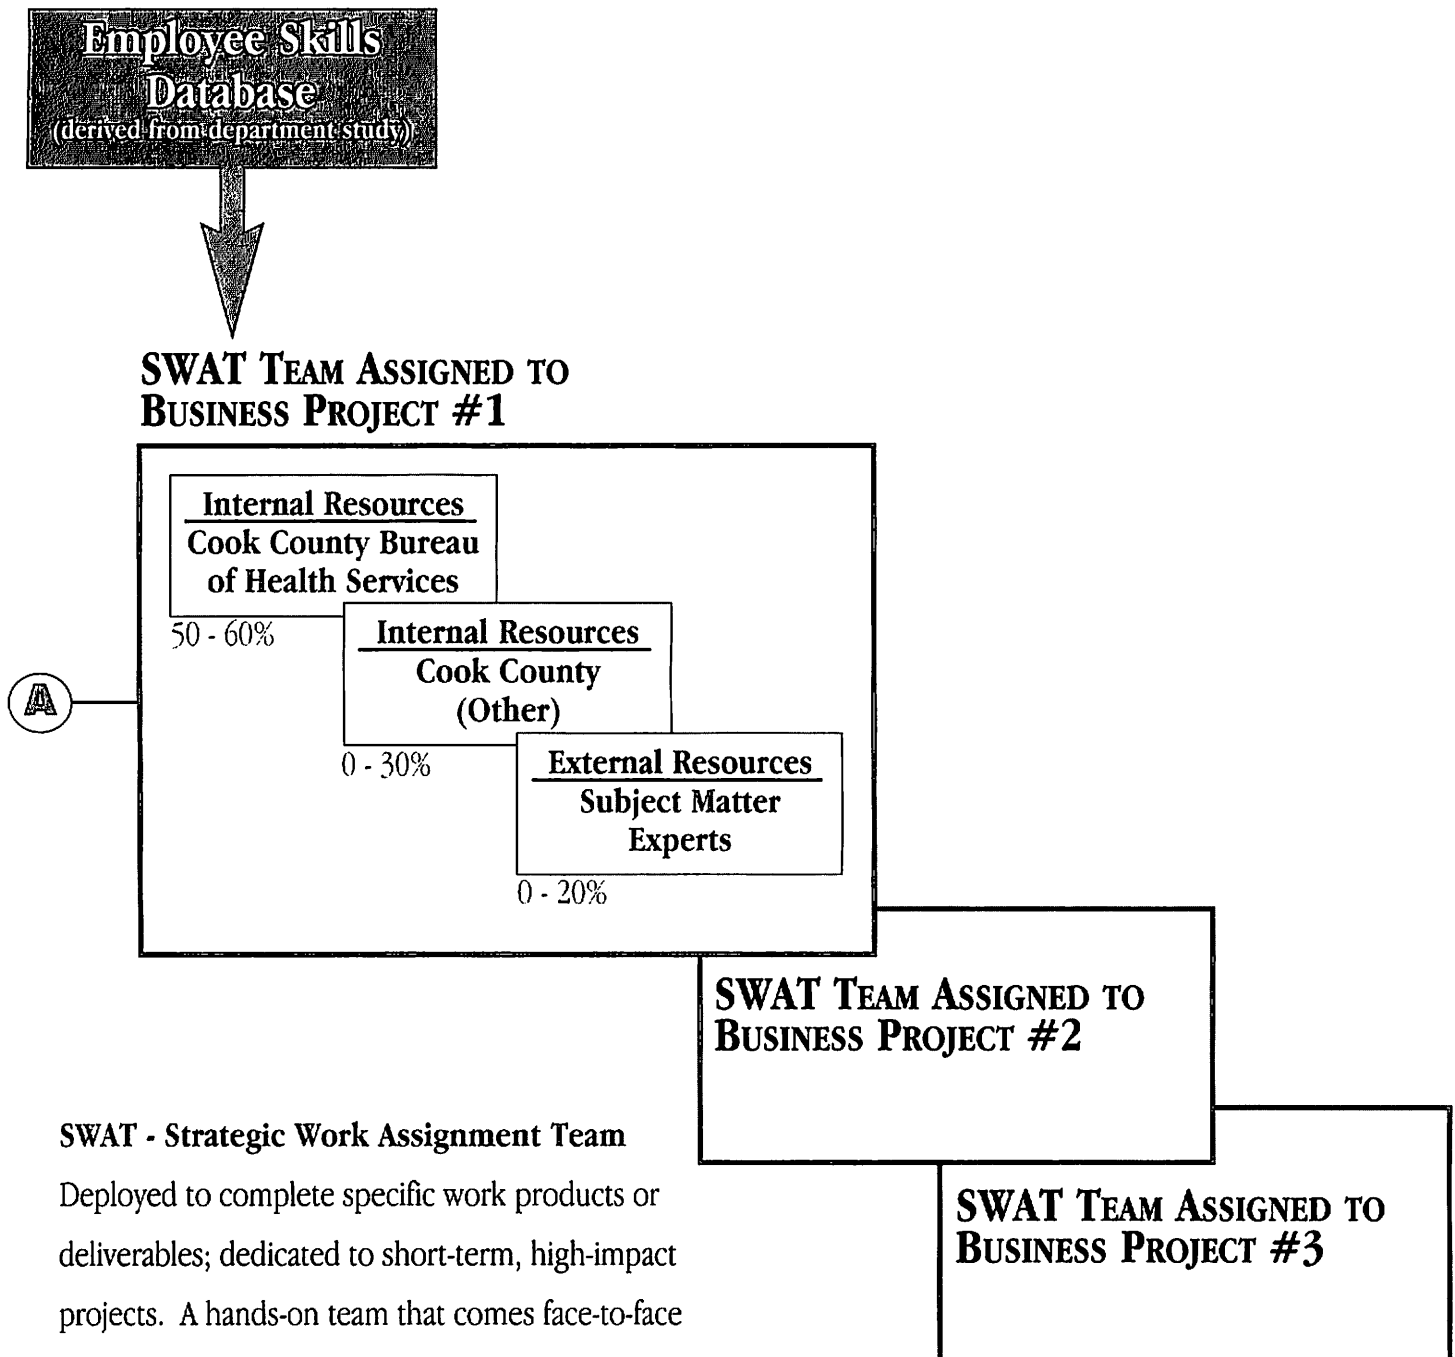 Employee Skills
Database
(derived from department study)
SWAT TEAM ASSIGNED TO
BUSINESS PROJECT #1
Internal Resources
Cook County Bureau
of Health Services
50 - 60%
Internal Resources
Cook County
(Other)
0 - 30%
External Resources
Subject Matter
Experts
0 - 20%
A
SWAT TEAM ASSIGNED TO
BUSINESS PROJECT #2
SWAT TEAM ASSIGNED TO
BUSINESS PROJECT #3
SWAT - Strategic Work Assignment Team
Deployed to complete specific work products or
deliverables; dedicated to short-term, high-impact
projects. A hands-on team that comes face-to-face